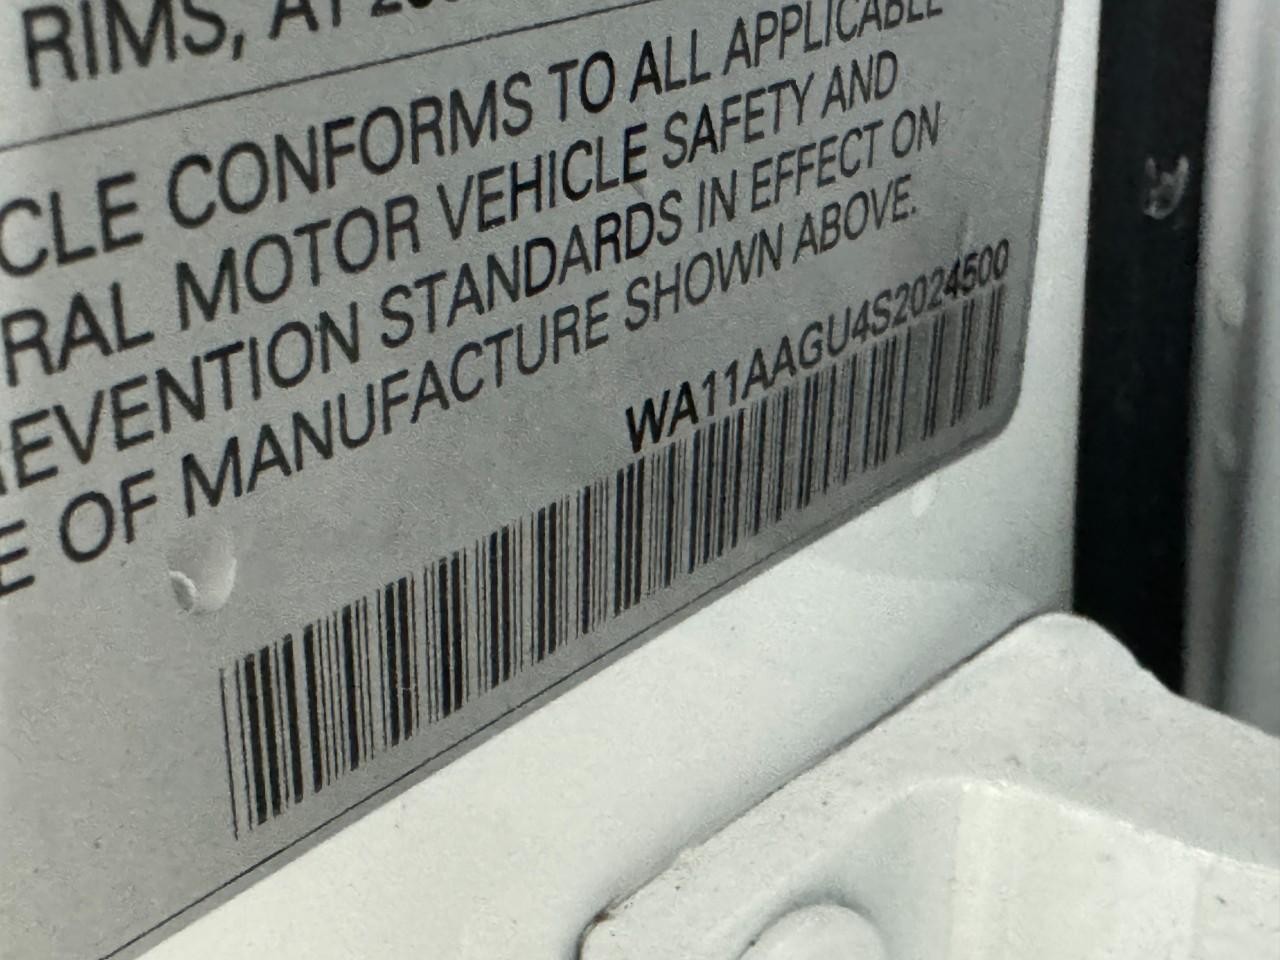 RIMS, AT
CLE CONFORMS TO ALL APPLICABLE
RAL MOTOR VEHICLE SAFETY AND
EVENTION STANDARDS IN EFFECT ON
E OF MANUFACTURE SHOWN ABOVE.
WA11AAGU4S2024500